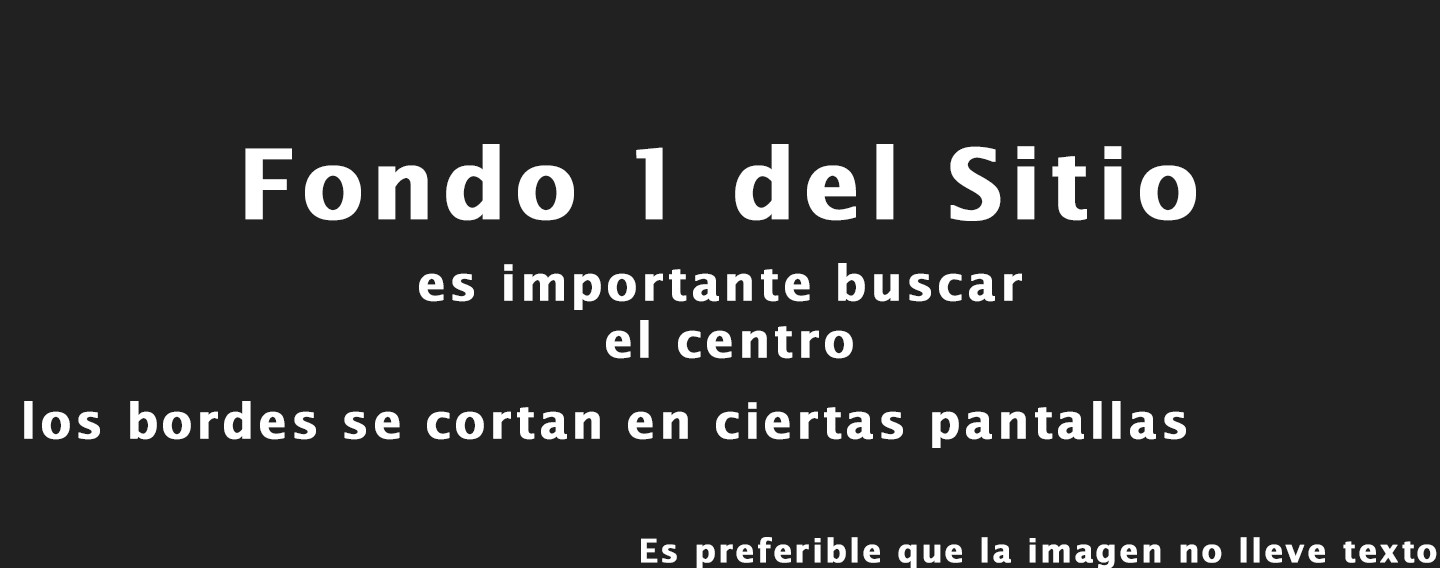 Fondo 1 del Sitio
es importante buscar
el centro
los bordes se cortan en ciertas pantallas
Es preferible que la imagen no lleve texto